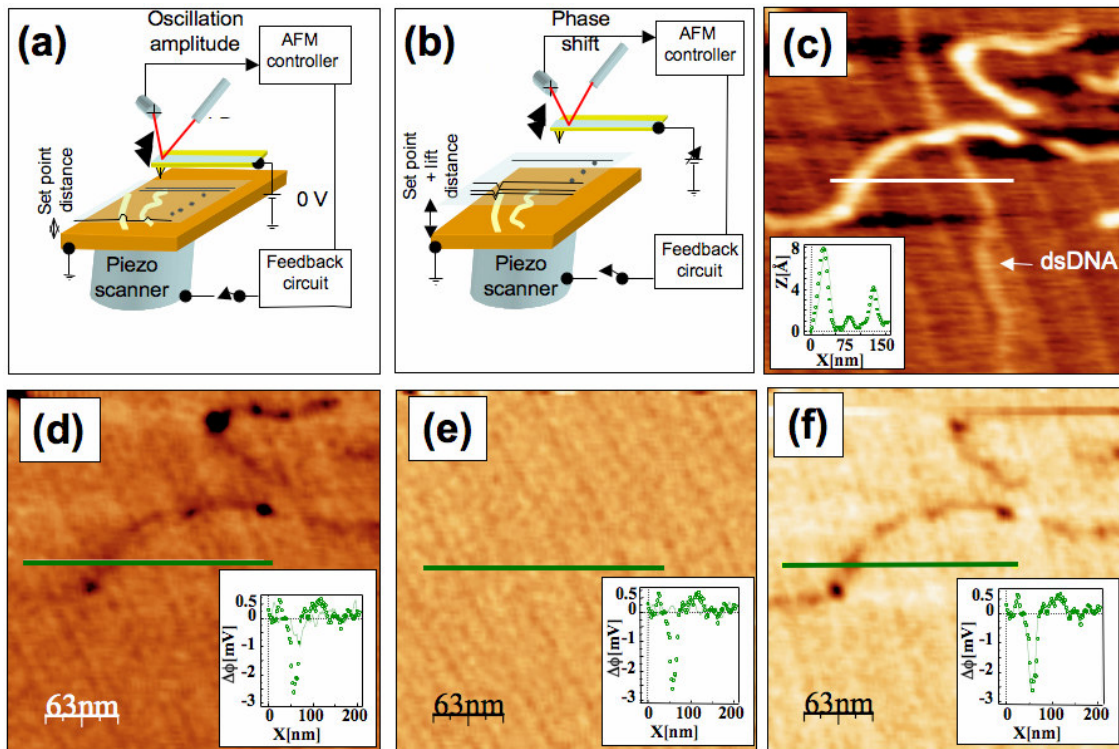 (a)
Oscillation
amplitude
AFM
controller
Set point
distance
0 V
Piezo
scanner
Feedback
circuit
(b)
Phase
shift
AFM
controller
Set point
+ lift
distance
Piezo
scanner
Feedback
circuit
(c)
dsDNA
Z[Å]
8
4
0
0 75 150
X[nm]
(d)
63nm
Δϕ[mV]
0.5
0
-1
-2
-3
0 100 200
X[nm]
(e)
63nm
Δϕ[mV]
0.5
0
-1
-2
-3
0 100 200
X[nm]
(f)
63nm
Δϕ[mV]
0.5
0
-1
-2
-3
0 100 200
X[nm]